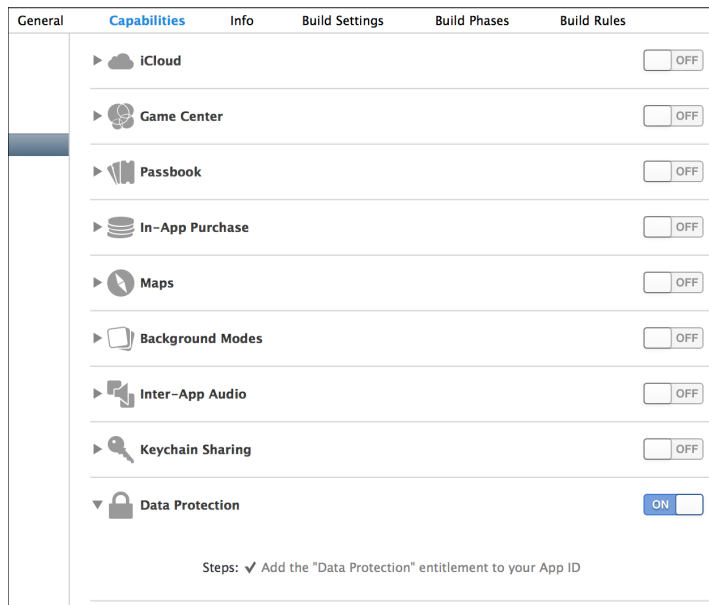 General Capabilities Info Build Settings Build Phases Build Rules
iCloud OFF
Game Center OFF
Passbook OFF
In-App Purchase OFF
Maps OFF
Background Modes OFF
Inter-App Audio OFF
Keychain Sharing OFF
Data Protection ON
Steps: ✔ Add the "Data Protection" entitlement to your App ID